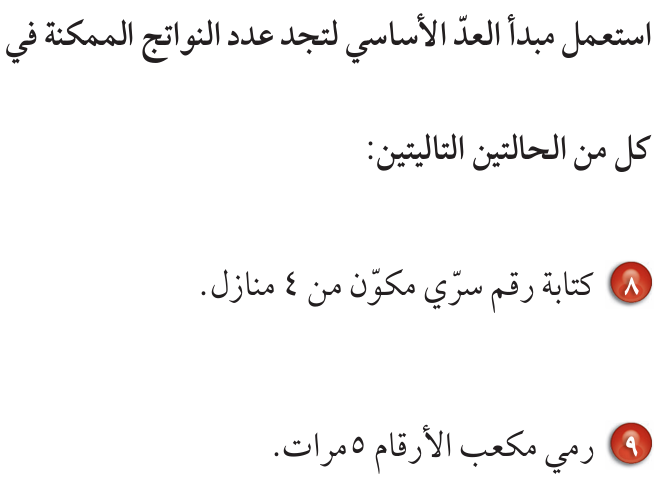 استعمل مبدأ العدّ الأساسي لتجد عدد النواتج الممكنة في
كل من الحالتين التاليتين:
٨ كتابة رقم سرّي مكوّن من ٤ منازل.
٩ رمي مكعب الأرقام ٥ مرات.